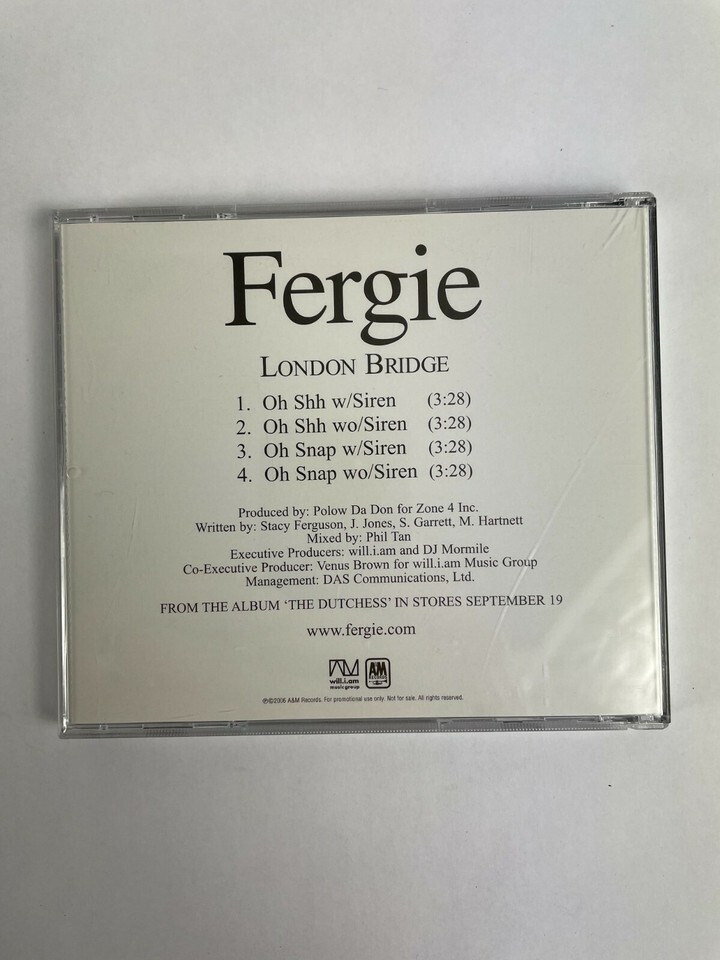 Fergie
LONDON BRIDGE
1. Oh Shh w/Siren (3:28)
2. Oh Shh wo/Siren (3:28)
3. Oh Snap w/Siren (3:28)
4. Oh Snap wo/Siren (3:28)
Produced by: Polow Da Don for Zone 4 Inc.
Written by: Stacy Ferguson, J. Jones, S. Garrett, M. Hartnett
Mixed by: Phil Tan
Executive Producers: will.i.am and DJ Mormile
Co-Executive Producer: Venus Brown for will.i.am Music Group
Management: DAS Communications, Ltd.
FROM THE ALBUM ‘THE DUTCHESS’ IN STORES SEPTEMBER 19
www.fergie.com
will.i.am
music group
A&M
RECORDS
℗©2006 A&M Records. For promotional use only. Not for sale. All rights reserved.